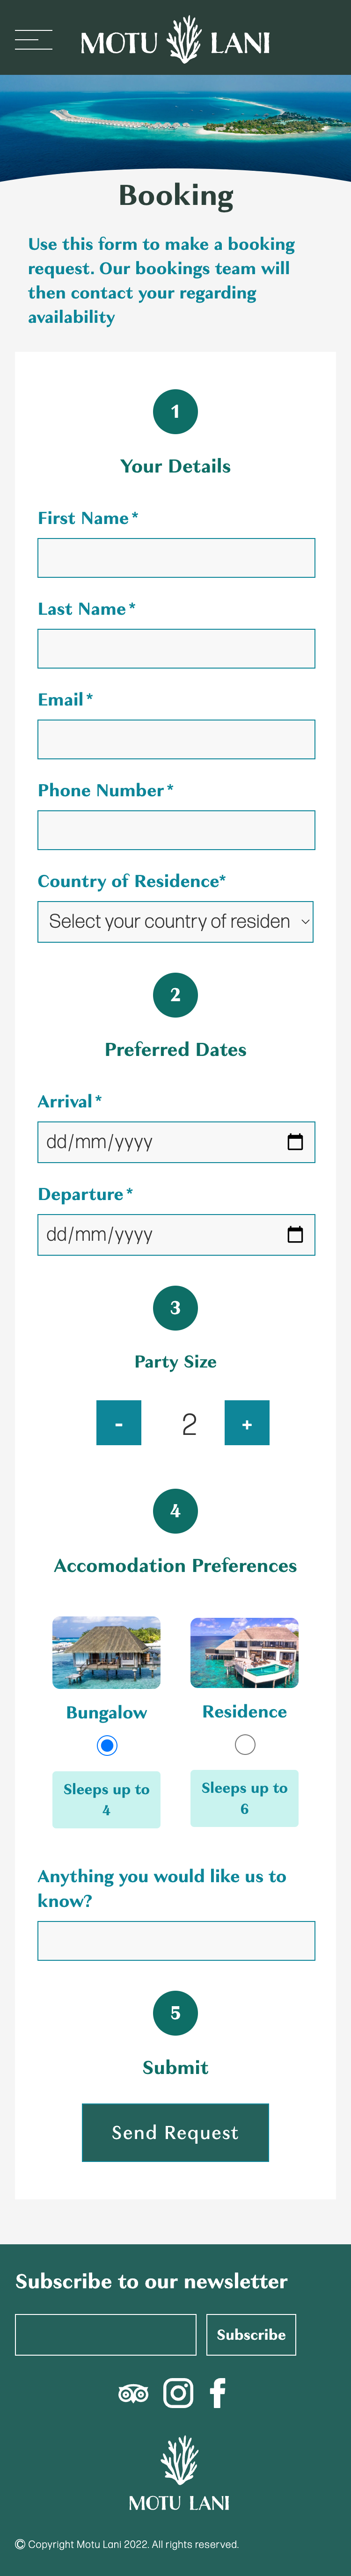 MOTU LANI
Booking
Use this form to make a booking
request. Our bookings team will
then contact your regarding
availability
1
Your Details
First Name *
Last Name *
Email *
Phone Number *
Country of Residence*
Select your country of residen
2
Preferred Dates
Arrival *
dd/mm/yyyy
Departure *
dd/mm/yyyy
3
Party Size
- 2 +
4
Accomodation Preferences
Bungalow Residence
Sleeps up to Sleeps up to
4 6
Anything you would like us to
know?
5
Submit
Send Request
Subscribe to our newsletter
Subscribe
MOTU LANI
© Copyright Motu Lani 2022. All rights reserved.